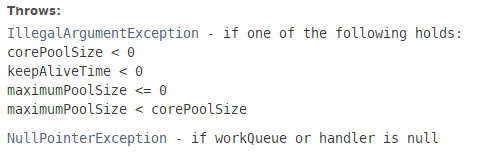 Throws:
IllegalArgumentException - if one of the following holds:
corePoolSize < 0
keepAliveTime < 0
maximumPoolSize <= 0
maximumPoolSize < corePoolSize
NullPointerException - if workQueue or handler is null